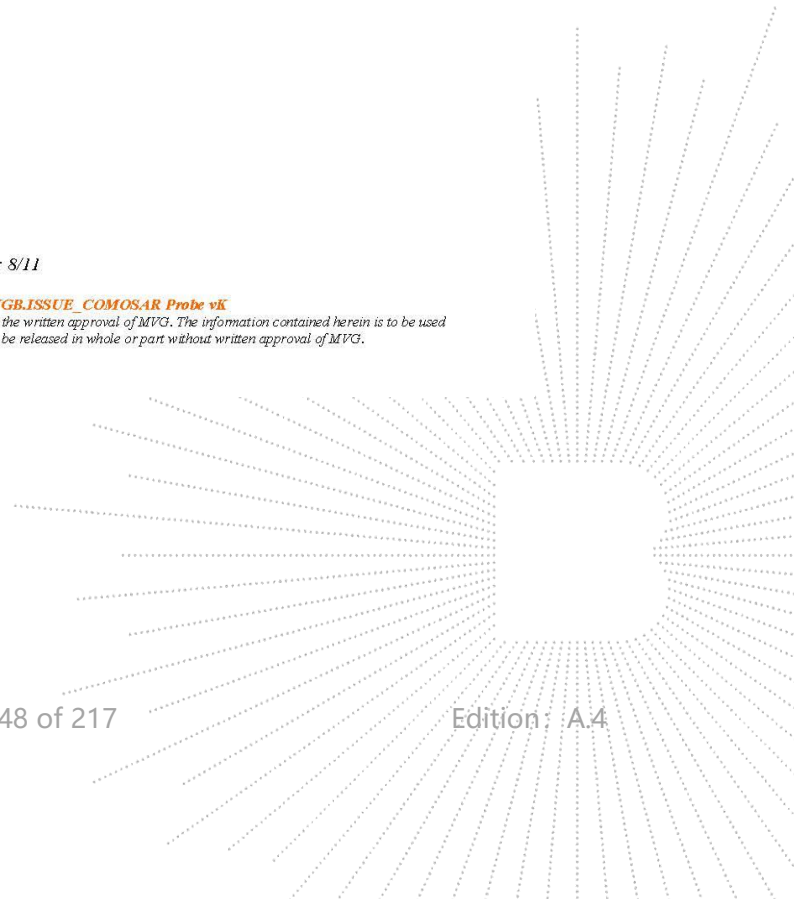 : 8/11
GB.ISSUE_COMOSAR Probe vK
the written approval of MVG. The information contained herein is to be used
be released in whole or part without written approval of MVG.
48 of 217 Edition: A.4